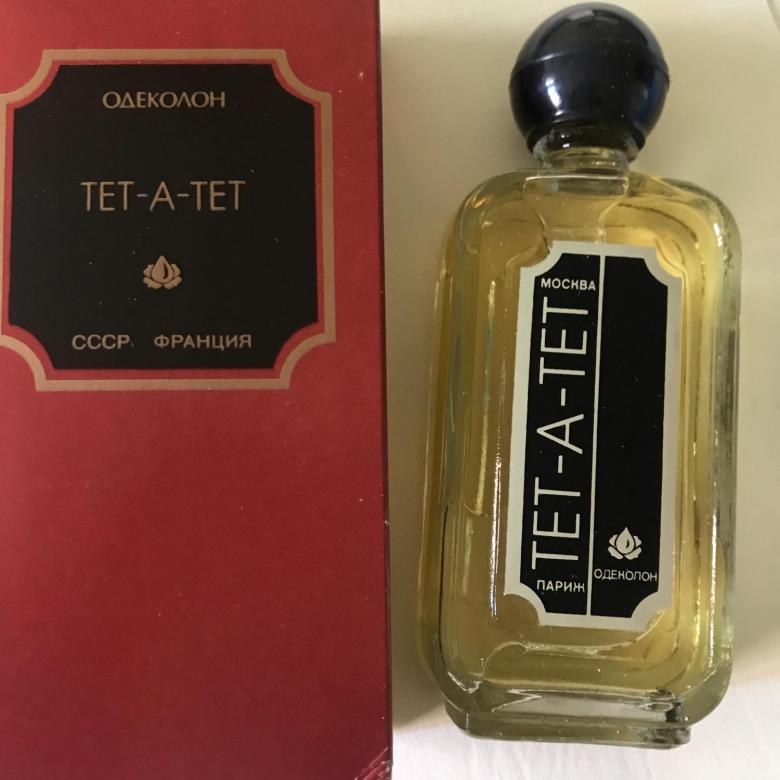 ОДЕКОЛОН
ТЕТ-А-ТЕТ
СССР ФРАНЦИЯ
МОСКВА
ТЕТ-А-ТЕТ
ПАРИЖ
ОДЕКОЛОН